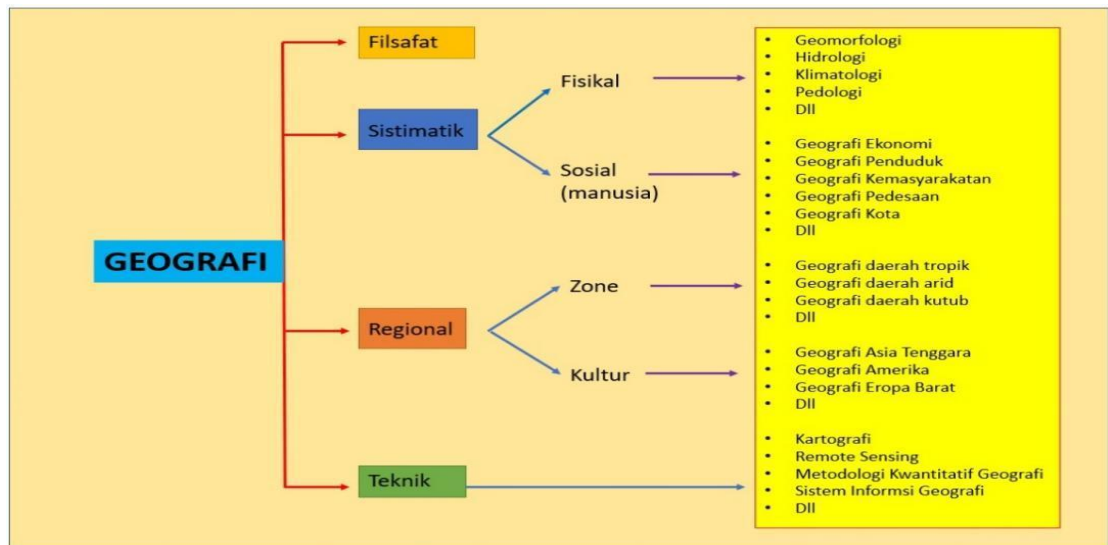 GEOGRAFI
Filsafat
Sistimatik
Fisikal
• Geomorfologi
• Hidrologi
• Klimatologi
• Pedologi
• Dll
Sosial
(manusia)
• Geografi Ekonomi
• Geografi Penduduk
• Geografi Kemasyarakatan
• Geografi Pedesaan
• Geografi Kota
• Dll
Regional
Zone
• Geografi daerah tropik
• Geografi daerah arid
• Geografi daerah kutub
• Dll
Kultur
• Geografi Asia Tenggara
• Geografi Amerika
• Geografi Eropa Barat
• Dll
Teknik
• Kartografi
• Remote Sensing
• Metodologi Kwantitatif Geografi
• Sistem Informsi Geografi
• Dll